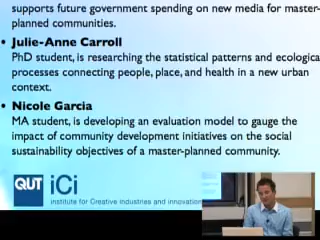 supports future government spending on new media for master-
planned communities.
• Julie-Anne Carroll
PhD student, is researching the statistical patterns and ecologica
processes connecting people, place, and health in a new urban
context.
• Nicole Garcia
MA student, is developing an evaluation model to gauge the
impact of community development initiatives on the social
sustainability objectives of a master-planned community.
QUT iCi
institute for Creative industries and innovation